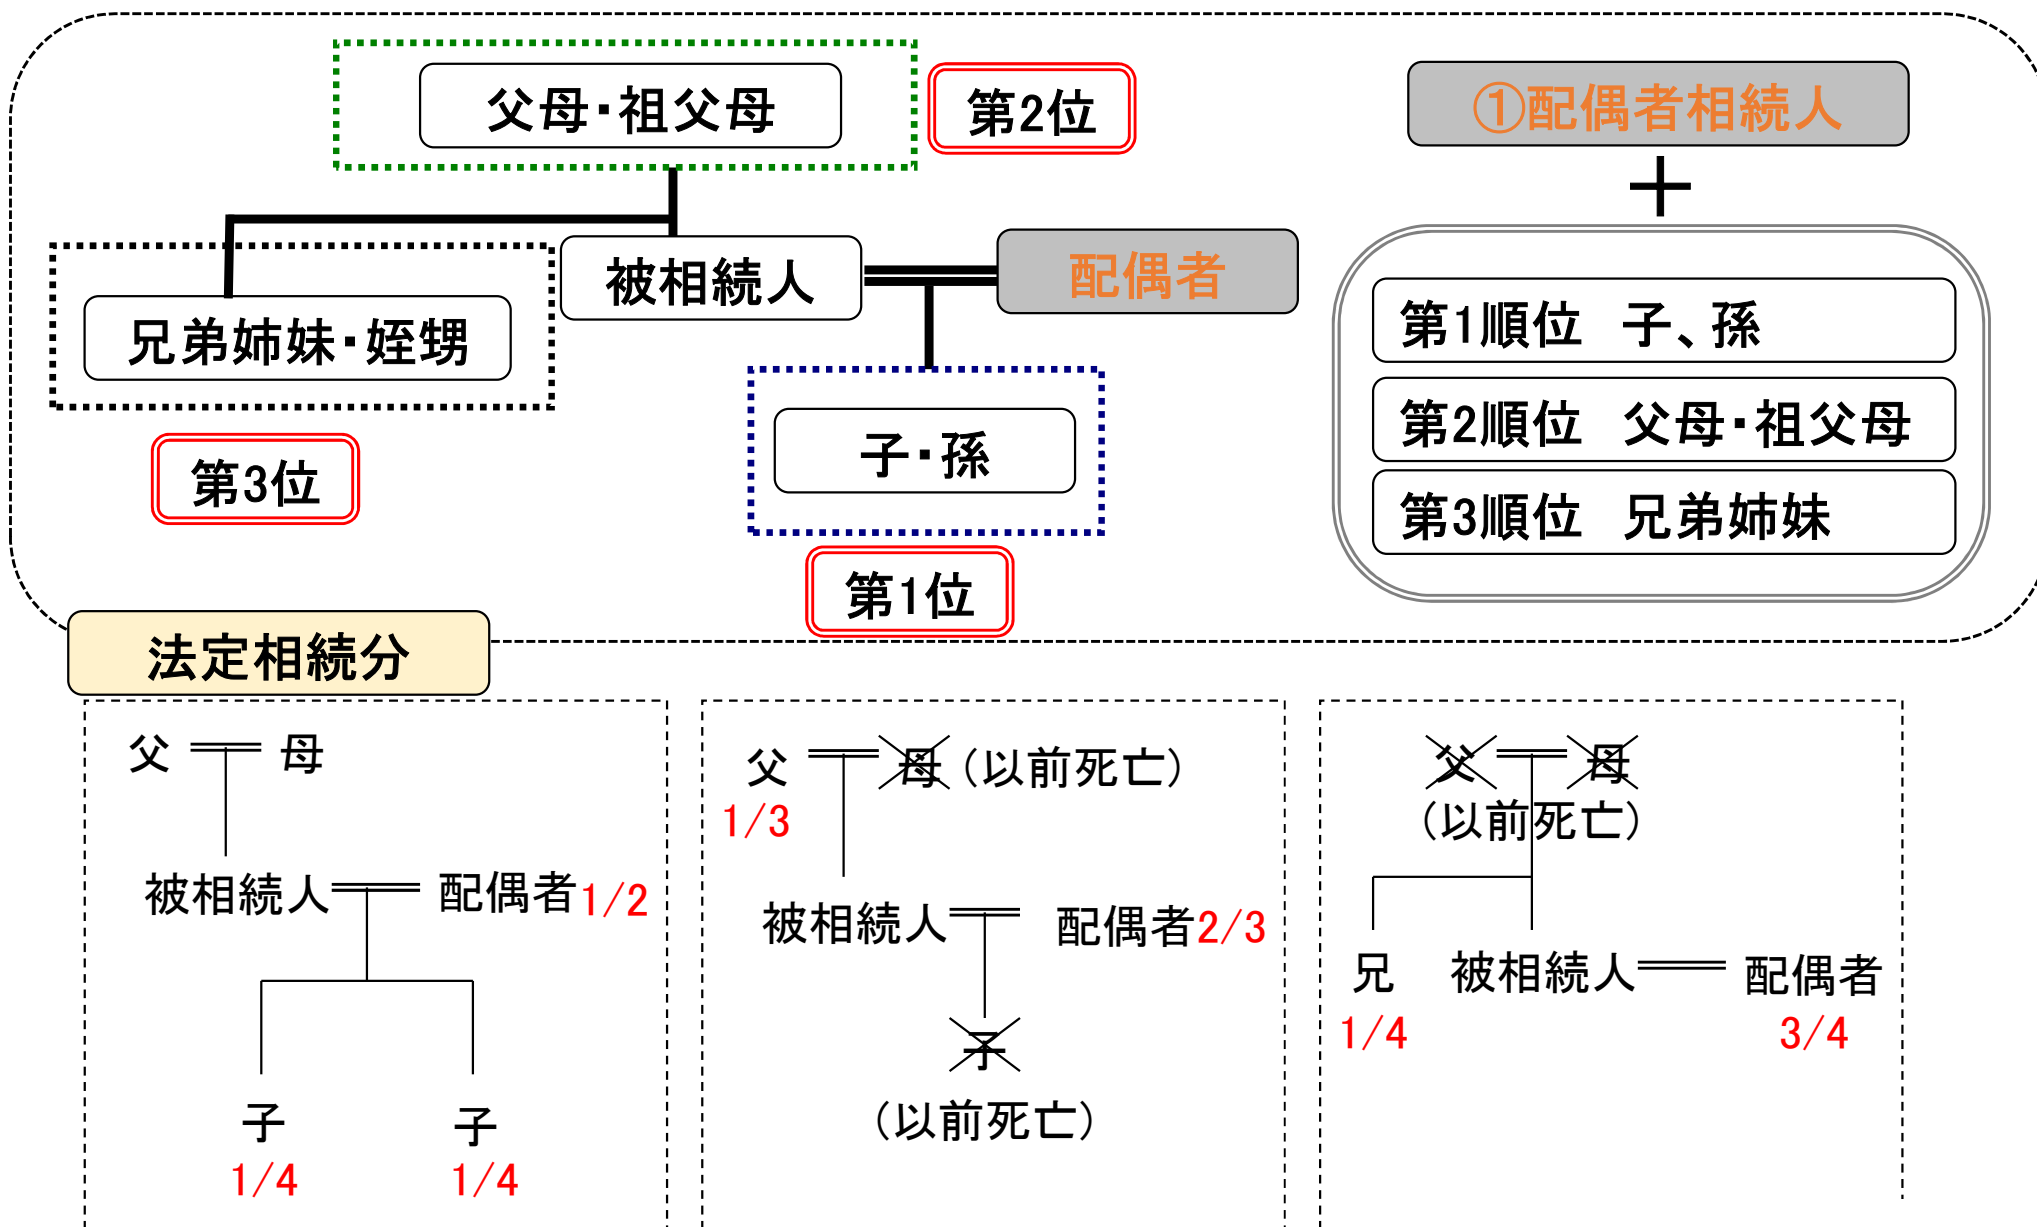 父母・祖父母
第2位
①配偶者相続人
＋
被相続人
配偶者
兄弟姉妹・姪甥
第3位
子・孫
第1位
第1順位　子、孫
第2順位　父母・祖父母
第3順位　兄弟姉妹
法定相続分
父
母
被相続人
配偶者1/2
子
1/4
子
1/4
父
母（以前死亡）
1/3
被相続人
配偶者2/3
子
（以前死亡）
父
母
（以前死亡）
兄
1/4
被相続人
配偶者
3/4